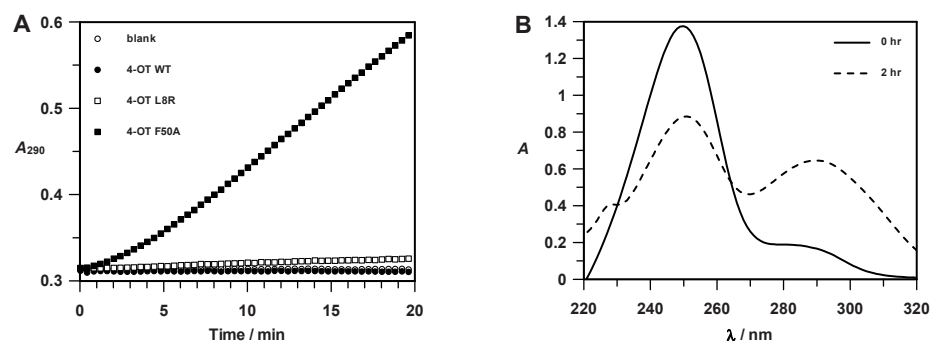 A
0.6
0.5
A290
0.4
0.3
blank
4-OT WT
4-OT L8R
4-OT F50A
0 5 10 15 20
Time / min
B
1.4
1.2
1
0.8
A
0.6
0.4
0.2
0
0 hr
2 hr
220 240 260 280 300 320
λ / nm